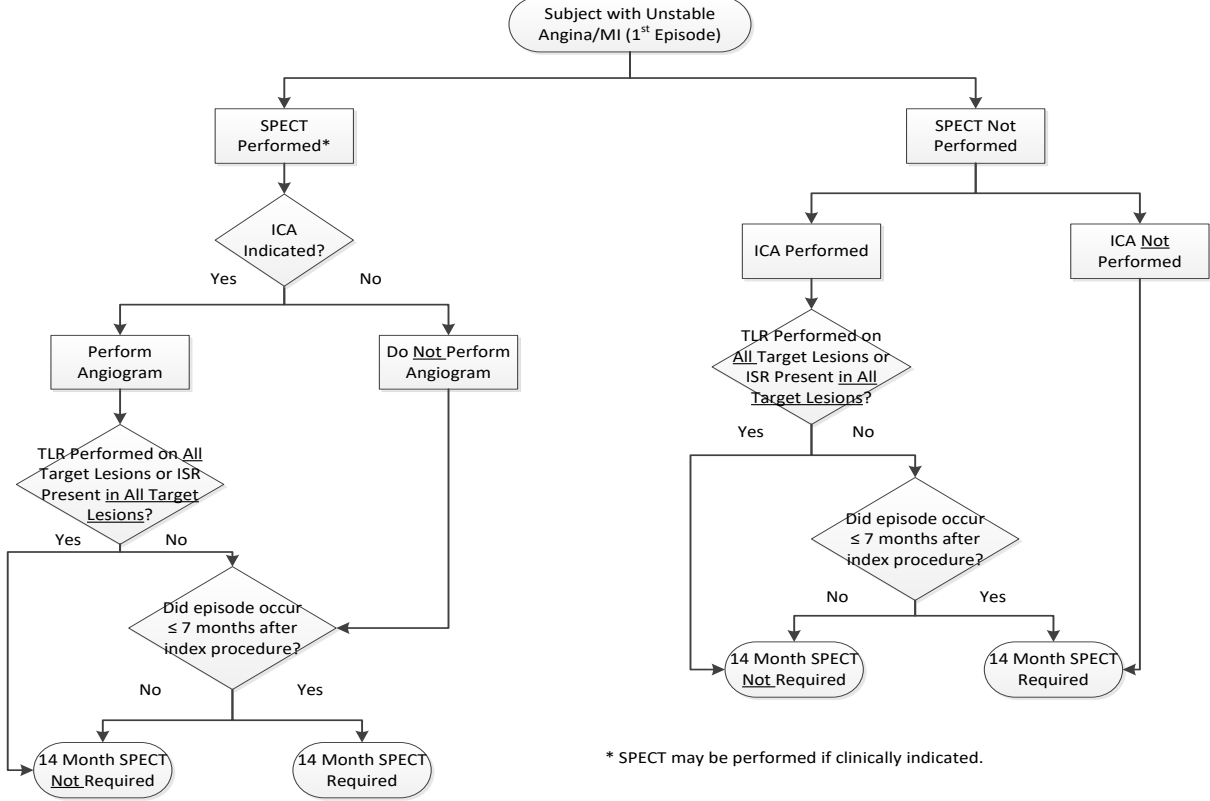 Subject with Unstable
Angina/MI (1st Episode)
SPECT
Performed*
SPECT Not
Performed
ICA
Indicated?
Yes
No
ICA Performed
ICA Not
Performed
Perform
Angiogram
Do Not Perform
Angiogram
TLR Performed on
All Target Lesions or
ISR Present in All
Target Lesions?
Yes
No
TLR Performed on All
Target Lesions or ISR
Present in All Target
Lesions?
Yes
No
Did episode occur
≤ 7 months after
index procedure?
No
Yes
Did episode occur
≤ 7 months after
index procedure?
No
Yes
14 Month SPECT
Not Required
14 Month SPECT
Required
14 Month SPECT
Not Required
14 Month SPECT
Required
* SPECT may be performed if clinically indicated.